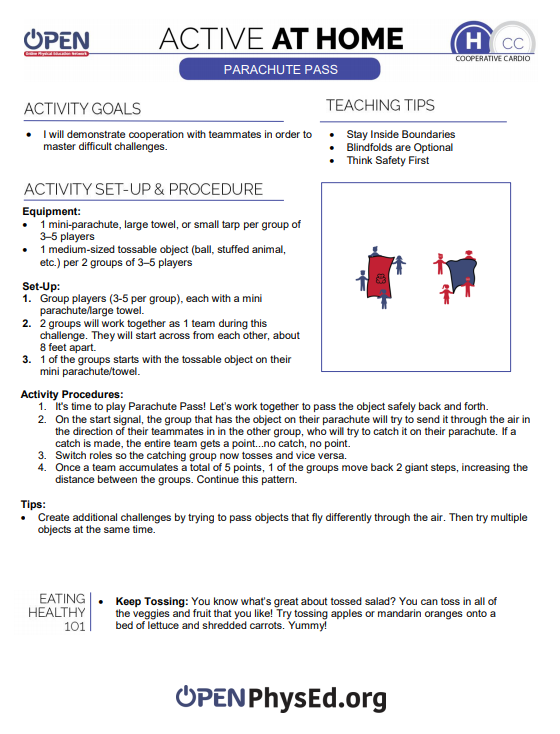 OPEN
Online Physical Education Network
ACTIVE AT HOME
H
CC
COOPERATIVE CARDIO
PARACHUTE PASS
ACTIVITY GOALS
• I will demonstrate cooperation with teammates in order to
master difficult challenges.
TEACHING TIPS
• Stay Inside Boundaries
• Blindfolds are Optional
• Think Safety First
ACTIVITY SET-UP & PROCEDURE
Equipment:
• 1 mini-parachute, large towel, or small tarp per group of
3–5 players
• 1 medium-sized tossable object (ball, stuffed animal,
etc.) per 2 groups of 3–5 players
Set-Up:
1. Group players (3-5 per group), each with a mini
parachute/large towel.
2. 2 groups will work together as 1 team during this
challenge. They will start across from each other, about
8 feet apart.
3. 1 of the groups starts with the tossable object on their
mini parachute/towel.
Activity Procedures:
1. It's time to play Parachute Pass! Let's work together to pass the object safely back and forth.
2. On the start signal, the group that has the object on their parachute will try to send it through the air in
the direction of their teammates in in the other group, who will try to catch it on their parachute. If a
catch is made, the entire team gets a point...no catch, no point.
3. Switch roles so the catching group now tosses and vice versa.
4. Once a team accumulates a total of 5 points, 1 of the groups move back 2 giant steps, increasing the
distance between the groups. Continue this pattern.
Tips:
• Create additional challenges by trying to pass objects that fly differently through the air. Then try multiple
objects at the same time.
EATING
HEALTHY
101
• Keep Tossing: You know what's great about tossed salad? You can toss in all of
the veggies and fruit that you like! Try tossing apples or mandarin oranges onto a
bed of lettuce and shredded carrots. Yummy!
OPENPhysEd.org